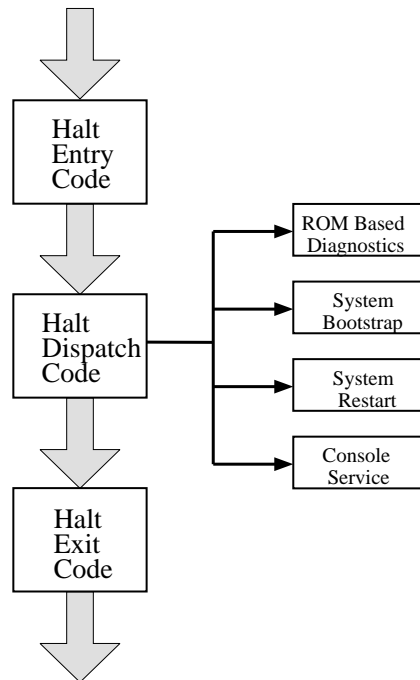 Halt
Entry
Code
Halt
Dispatch
Code
Halt
Exit
Code
ROM Based
Diagnostics
System
Bootstrap
System
Restart
Console
Service